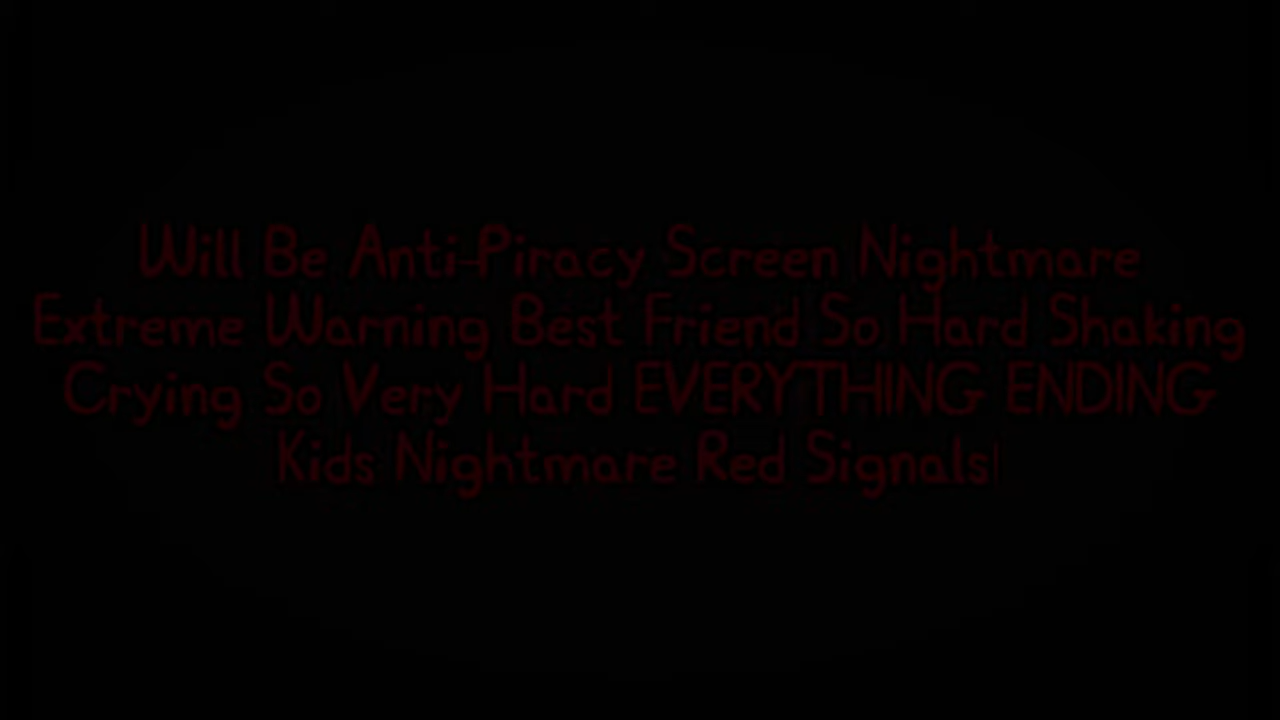 Will Be Anti-Piracy Screen Nightmare
Extreme Warning Best Friend So Hard Shaking
Crying So Very Hard EVERYTHING ENDING
Kids Nightmare Red Signals